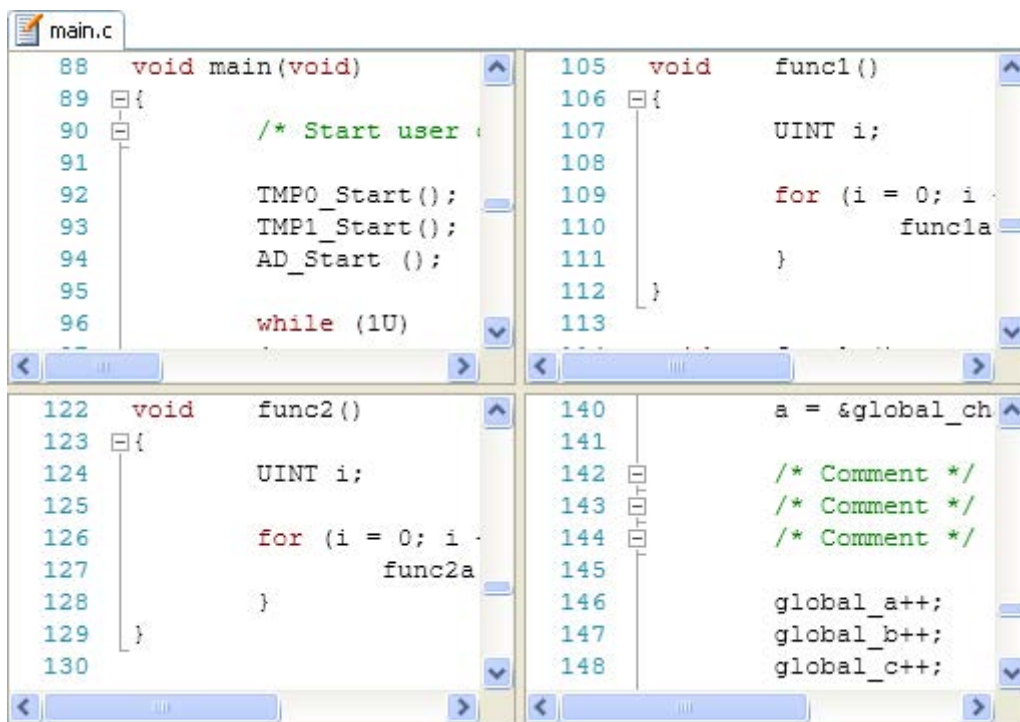 main.c
88 void main(void)
89 {
90 /* Start user
91
92 TMP0_Start();
93 TMP1_Start();
94 AD_Start ();
95
96 while (1U)
105 void func1()
106 {
107 UINT i;
108
109 for (i = 0; i
110 func1a
111 }
112 }
113
122 void func2()
123 {
124 UINT i;
125
126 for (i = 0; i
127 func2a
128 }
129 }
130
140 a = &global_cha
141
142 /* Comment */
143 /* Comment */
144 /* Comment */
145
146 global_a++;
147 global_b++;
148 global_c++;